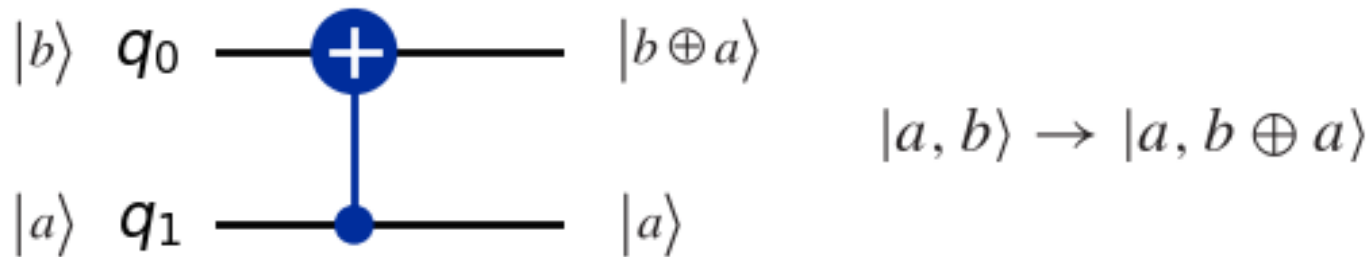 |b⟩ q₀ |b ⊕ a⟩
|a, b⟩ → |a, b ⊕ a⟩
|a⟩ q₁ |a⟩